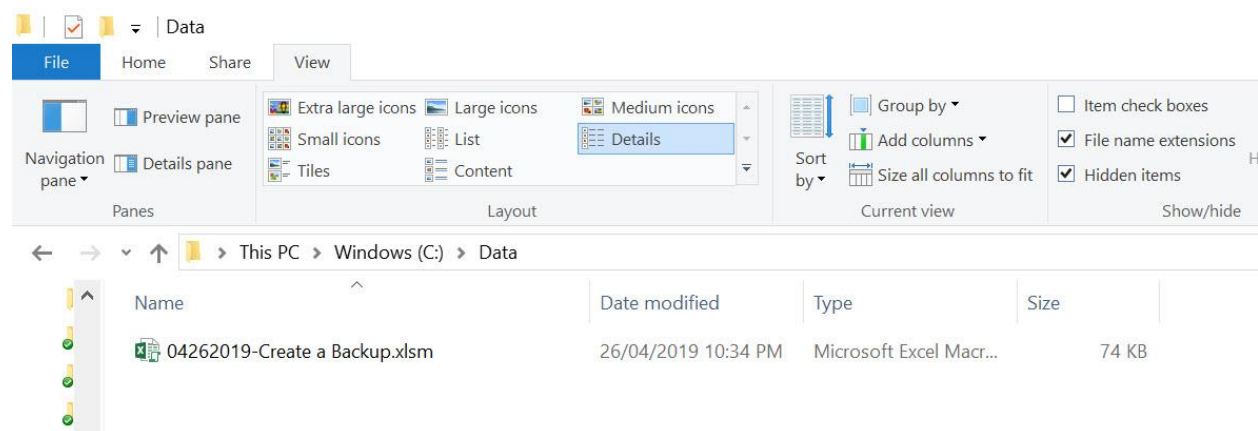 Data
File Home Share View
Navigation pane
Preview pane
Details pane
Panes
Extra large icons Large icons Medium icons
Small icons List Details
Tiles Content
Layout
Sort by
Group by
Add columns
Size all columns to fit
Current view
Item check boxes
File name extensions
Hidden items
H
Show/hide
This PC > Windows (C:) > Data
Name Date modified Type Size
04262019-Create a Backup.xlsm 26/04/2019 10:34 PM Microsoft Excel Macr... 74 KB